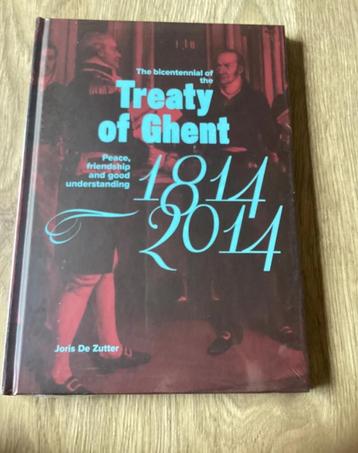 The bicentennial of
the
Treaty
of Ghent
Peace,
friendship
and good
understanding
1814
2014
Joris De Zutter